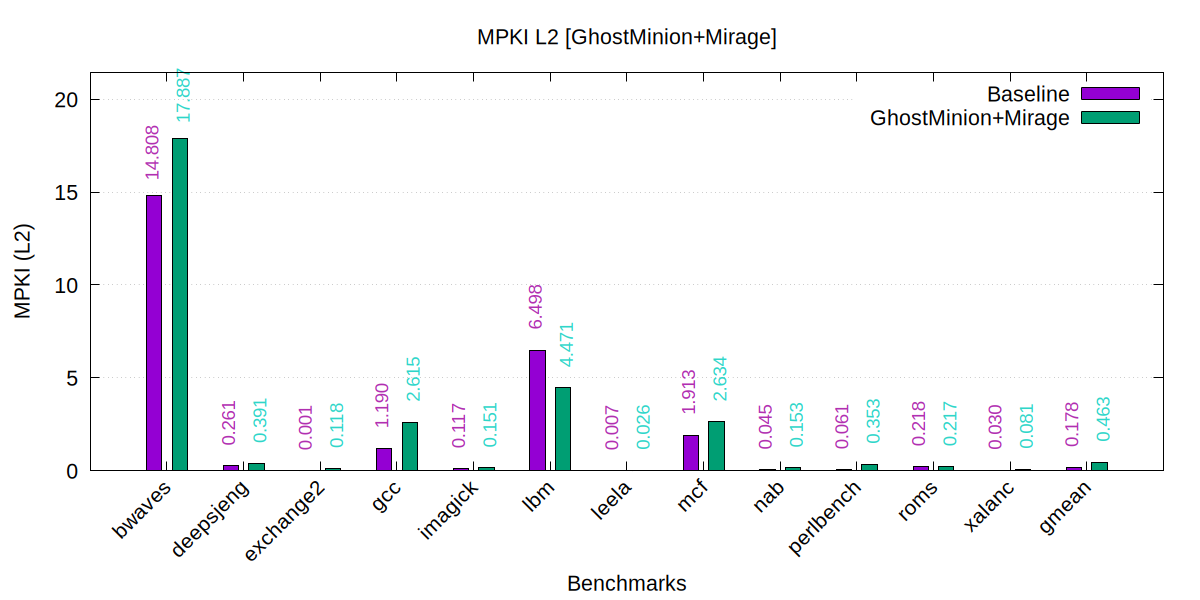 MPKI L2 [GhostMinion+Mirage]
Baseline
GhostMinion+Mirage
MPKI (L2)
20
15
10
5
0
14.808
17.887
0.261
0.391
0.001
0.118
1.190
2.615
0.117
0.151
6.498
4.471
0.007
0.026
1.913
2.634
0.045
0.153
0.061
0.353
0.218
0.217
0.030
0.081
0.178
0.463
bwaves
deepsjeng
exchange2
gcc
imagick
lbm
leela
mcf
nab
perlbench
roms
xalanc
gmean
Benchmarks